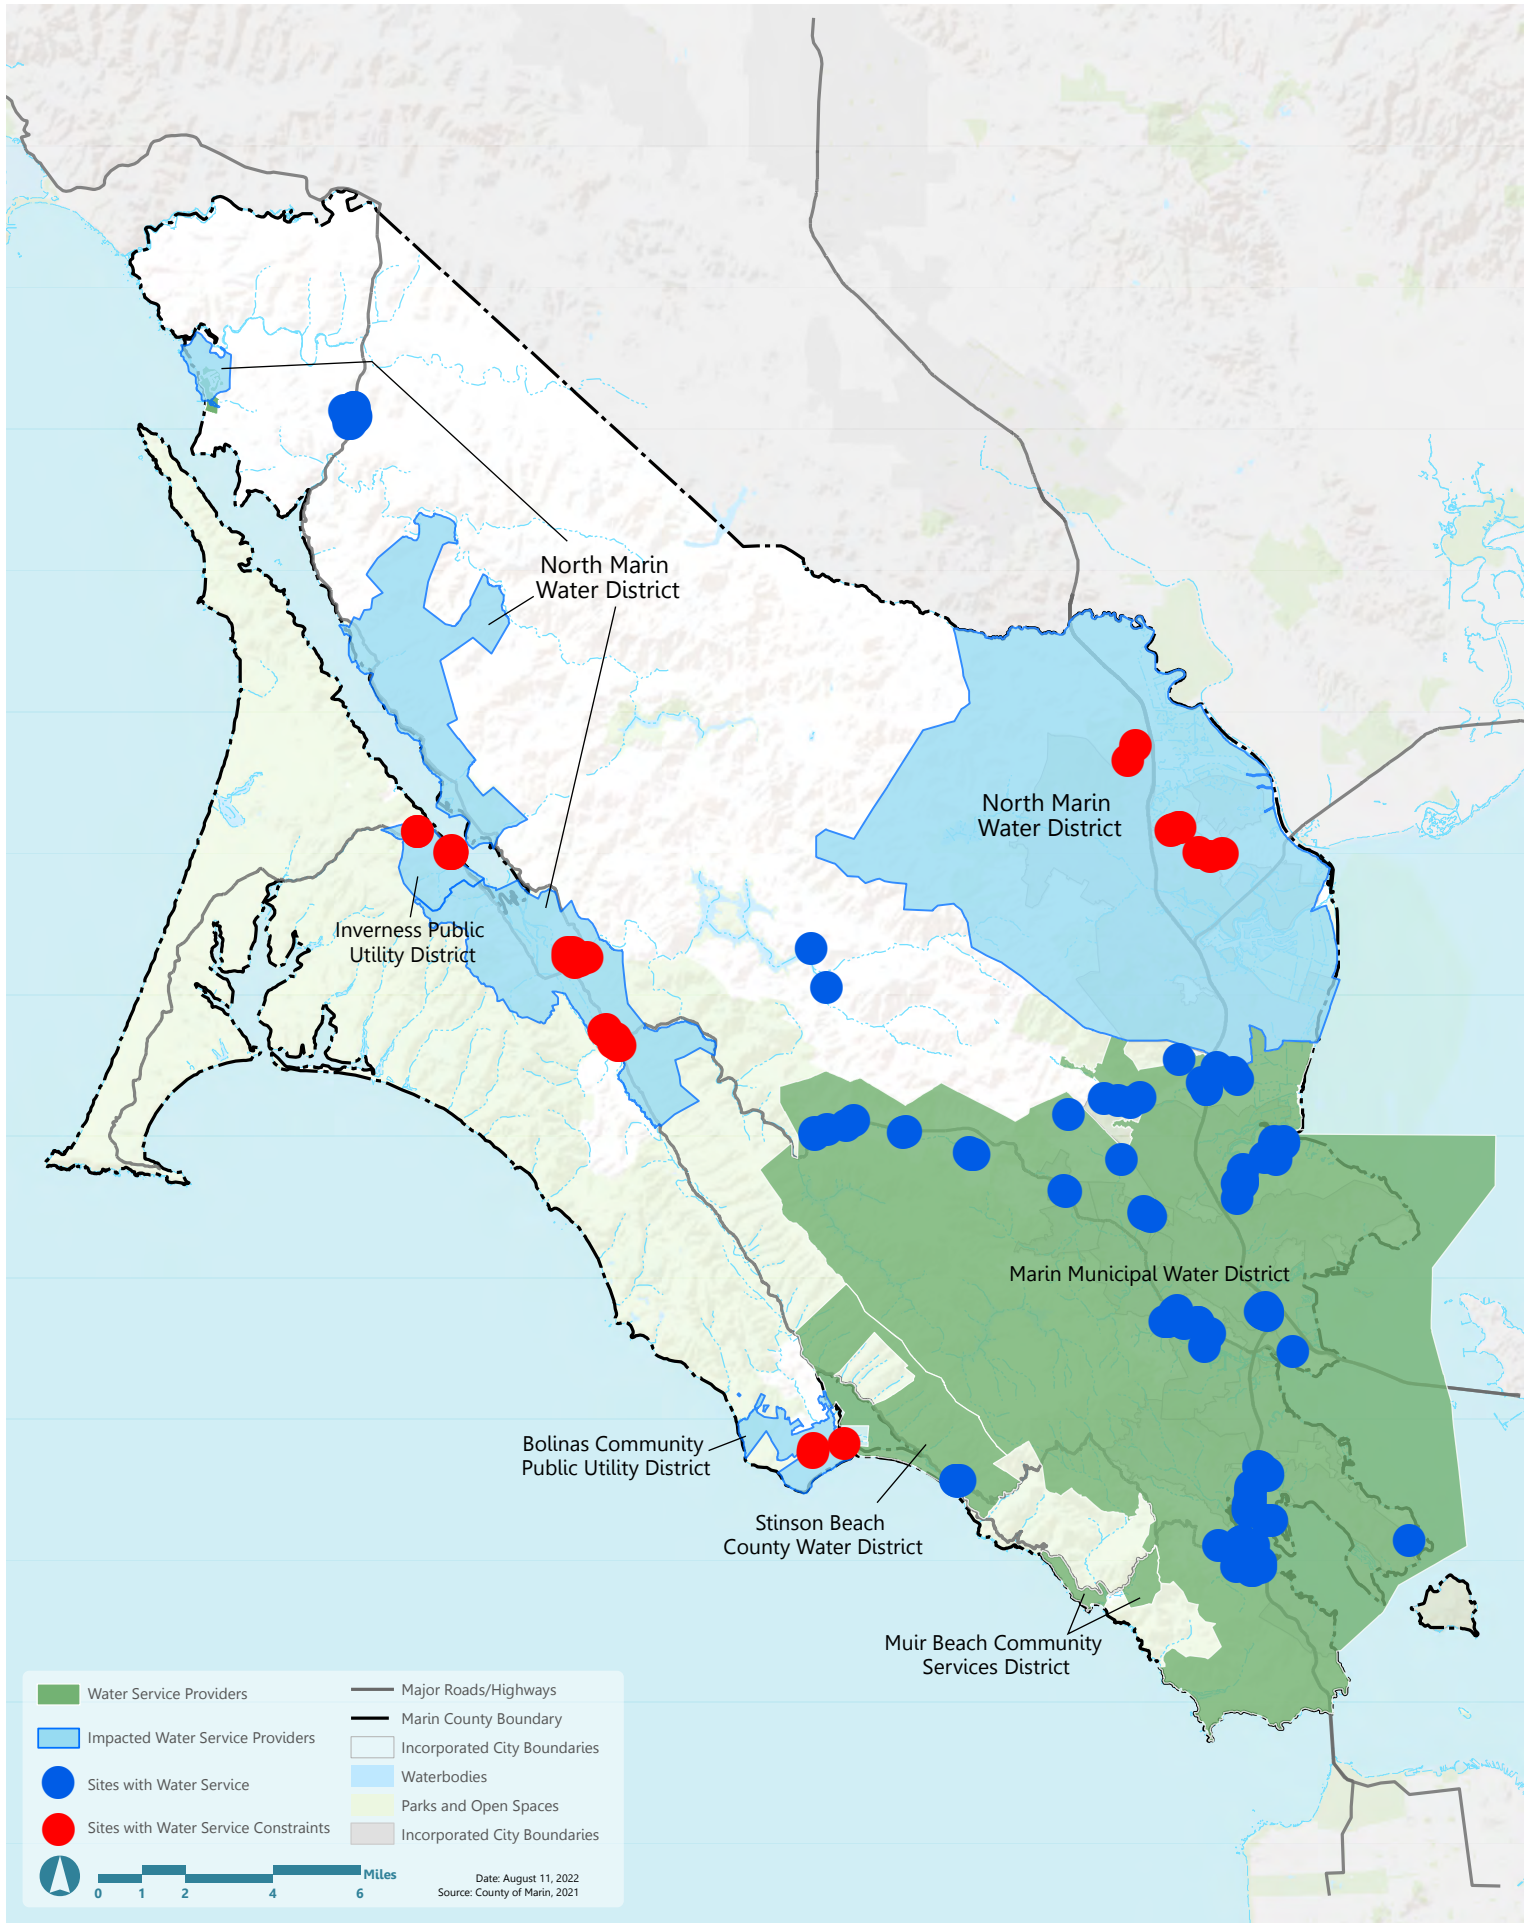 North Marin
Water District
North Marin
Water District
Inverness Public
Utility District
Marin Municipal Water District
Bolinas Community
Public Utility District
Stinson Beach
County Water District
Muir Beach Community
Services District
Water Service Providers
Impacted Water Service Providers
Sites with Water Service
Sites with Water Service Constraints
Major Roads/Highways
Marin County Boundary
Incorporated City Boundaries
Waterbodies
Parks and Open Spaces
Incorporated City Boundaries
Miles
0 1 2 4 6
Date: August 11, 2022
Source: County of Marin, 2021